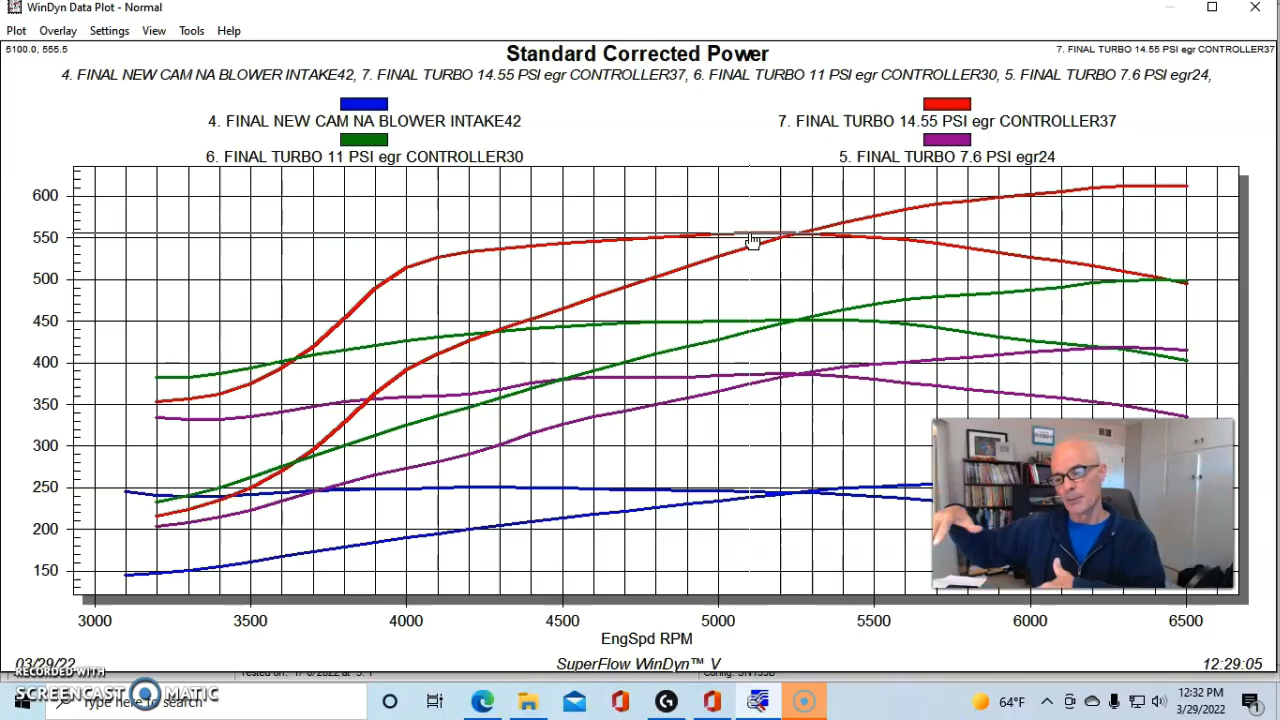 WinDyn Data Plot - Normal
Plot Overlay Settings View Tools Help
5100.0, 555.5
Standard Corrected Power
7. FINAL TURBO 14.55 PSI egr CONTROLLER37
4. FINAL NEW CAM NA BLOWER INTAKE42, 7. FINAL TURBO 14.55 PSI egr CONTROLLER37, 6. FINAL TURBO 11 PSI egr CONTROLLER30, 5. FINAL TURBO 7.6 PSI egr24,
4. FINAL NEW CAM NA BLOWER INTAKE42
7. FINAL TURBO 14.55 PSI egr CONTROLLER37
6. FINAL TURBO 11 PSI egr CONTROLLER30
5. FINAL TURBO 7.6 PSI egr24
600
550
500
450
400
350
300
250
200
150
3000 3500 4000 4500 5000 5500 6000 6500
EngSpd RPM
03/29/22
SuperFlow WinDyn™ V
12:29:05
RECORDED WITH
SCREENCAST MATIC
Type here to search
64°F
12:32 PM
3/29/2022
1